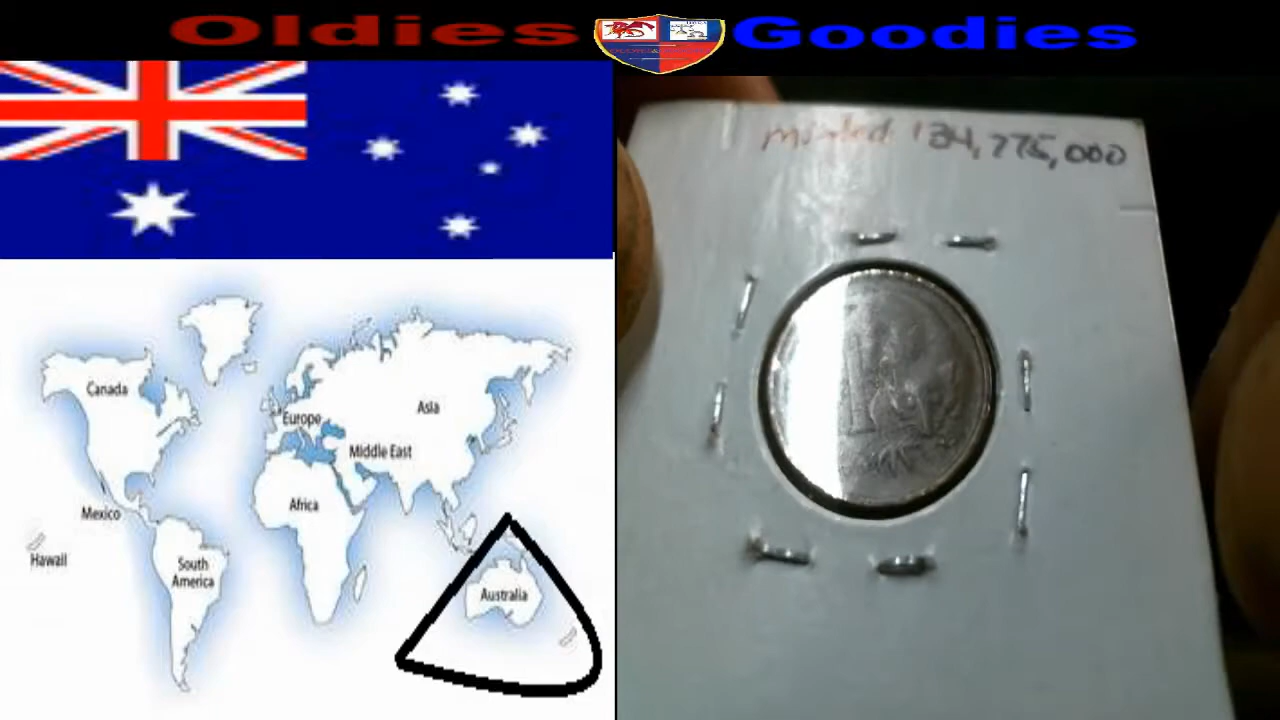 Oldies Goodies
minted 134,775,000
Canada
Europe
Asia
Middle East
Mexico
Africa
Hawaii
South
America
Australia